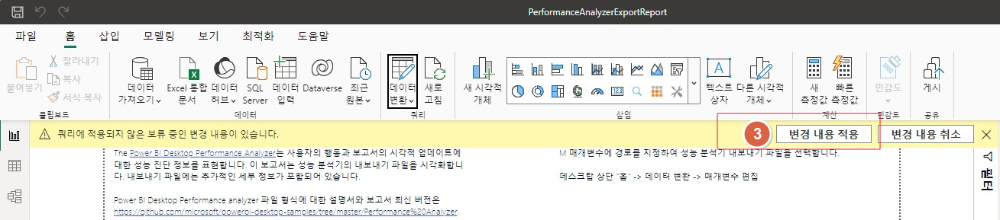 PerformanceAnalyzerExportReport
파일 홈 삽입 모델링 보기 최적화 도움말
붙여넣기
잘라내기
복사
서식 복사
데이터
가져오기
Excel 통합
문서
데이터
허브
SQL
Server
데이터
입력
Dataverse
최근
원본
데이터
변환
새로
고침
새 시각적
개체
A
123
텍스트
상자
다른 시각적
개체
새
측정값
빠른
측정값
민감도
게시
클립보드 데이터 쿼리 삽입 계산 민감도 공유
쿼리에 적용되지 않은 보류 중인 변경 내용이 있습니다.
3
변경 내용 적용
변경 내용 취소
The Power BI Desktop Performance Analyzer는 사용자의 행동과 보고서의 시각적 업데이트에
대한 성능 진단 정보를 표현합니다. 이 보고서는 성능 분석기의 내보내기 파일을 시각화합니
다. 내보내기 파일에는 추가적인 세부 정보가 포함되어 있습니다.
Power BI Desktop Performance analyzer 파일 형식에 대한 설명서와 보고서 최신 버전은
https://github.com/microsoft/powerbi-desktop-samples/tree/master/Performance%20Analyzer
M 매개변수에 경로를 지정하여 성능 분석기 내보내기 파일을 선택합니다.
데스크탑 상단 "홈" -> 데이터 변환 -> 매개변수 편집
필터